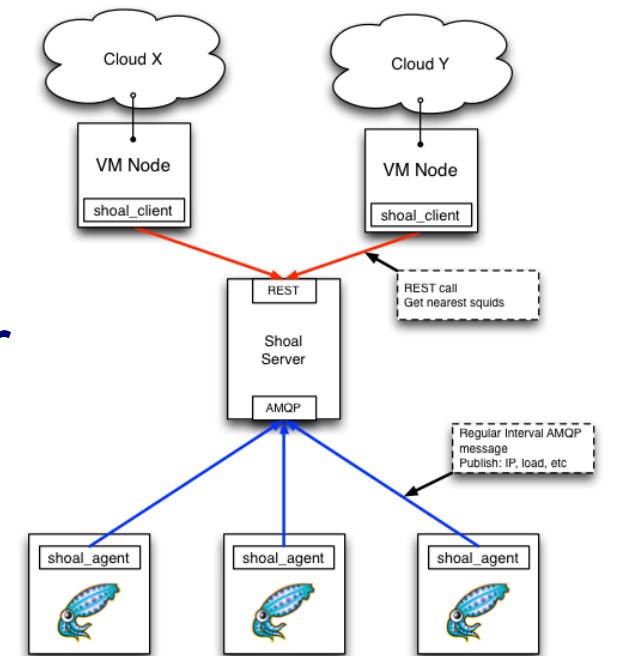 Cloud X
Cloud Y
VM Node
shoal_client
VM Node
shoal_client
REST
REST call
Get nearest squids
Shoal
Server
AMQP
Regular Interval AMQP
message
Publish: IP, load, etc
shoal_agent
shoal_agent
shoal_agent